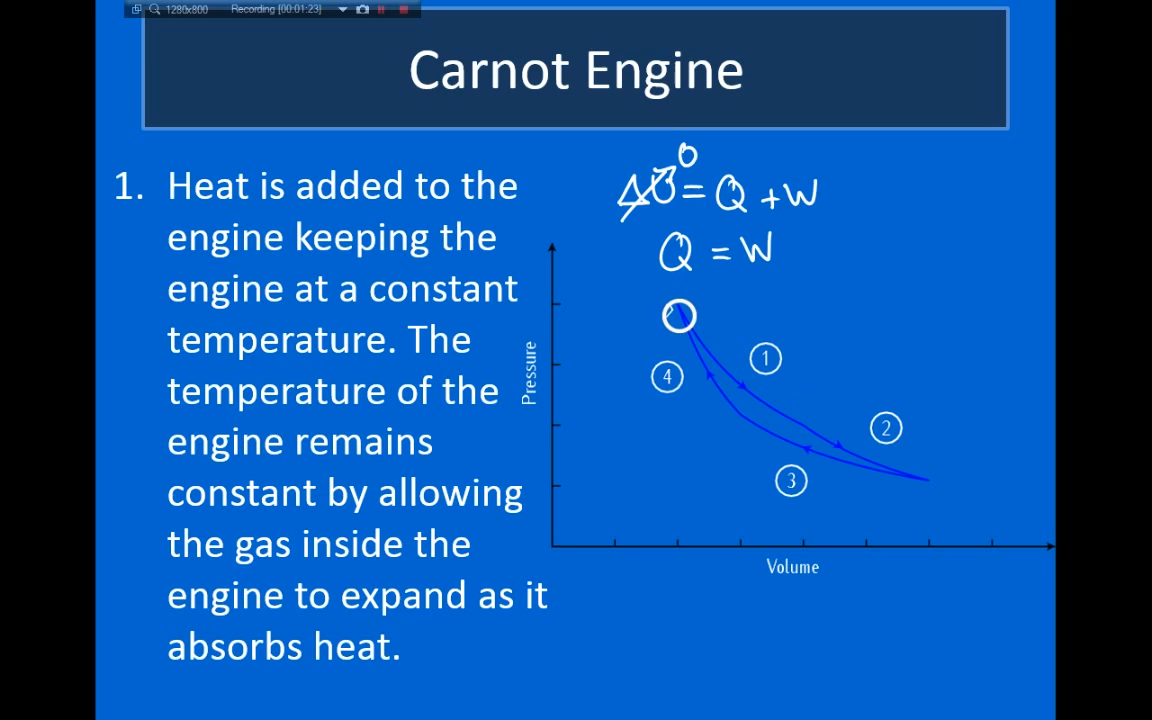 1280x800 Recording [00:01:23]
Carnot Engine
1. Heat is added to the
engine keeping the
engine at a constant
temperature. The
temperature of the
engine remains
constant by allowing
the gas inside the
engine to expand as it
absorbs heat.
0
ΔU = Q + W
Q = W
Pressure
1
4
2
3
Volume